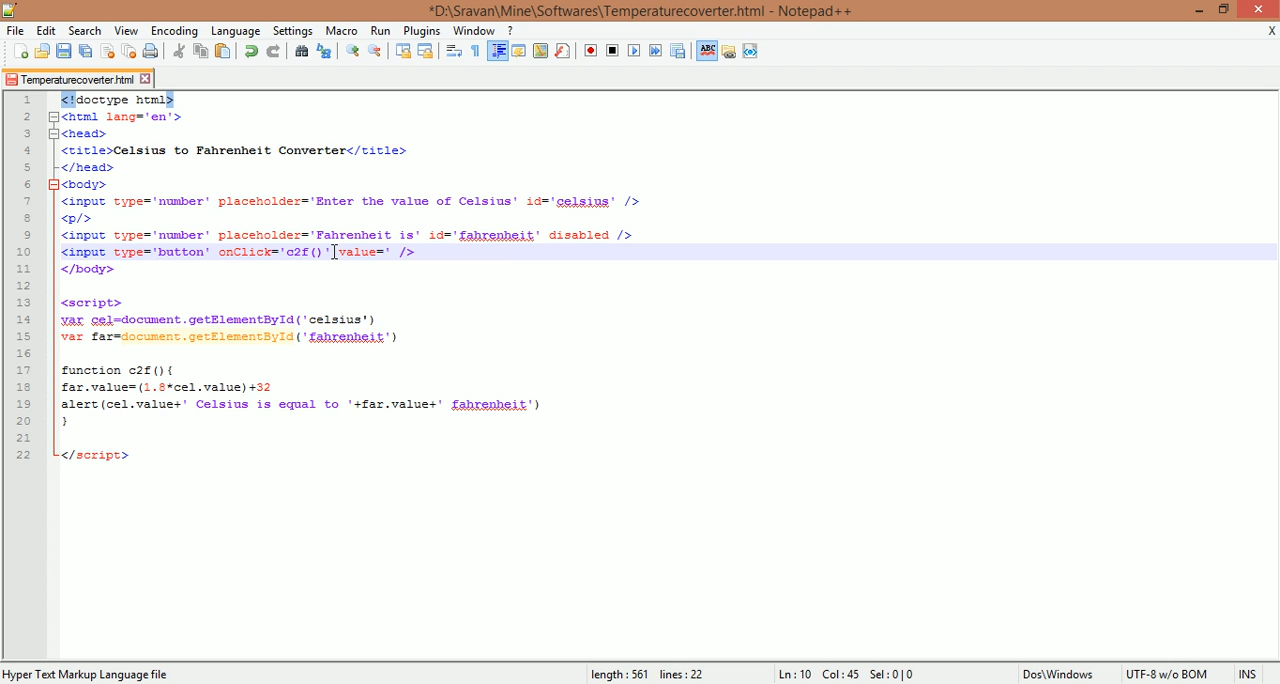 *D:\Sravan\Mine\Softwares\Temperaturecoverter.html - Notepad++
File Edit Search View Encoding Language Settings Macro Run Plugins Window ? X
ABC
Temperaturecoverter.html
1 <!doctype html>
2 <html lang='en'>
3 <head>
4 <title>Celsius to Fahrenheit Converter</title>
5 </head>
6 <body>
7 <input type='number' placeholder='Enter the value of Celsius' id='celsius' />
8 <p/>
9 <input type='number' placeholder='Fahrenheit is' id='fahrenheit' disabled />
10 <input type='button' onClick='c2f()' value=' />
11 </body>
12
13 <script>
14 var cel=document.getElementById('celsius')
15 var far=document.getElementById('fahrenheit')
16
17 function c2f(){
18 far.value=(1.8*cel.value)+32
19 alert(cel.value+' Celsius is equal to '+far.value+' fahrenheit')
20 }
21
22 </script>
Hyper Text Markup Language file length : 561 lines : 22 Ln : 10 Col : 45 Sel : 0 | 0 Dos\Windows UTF-8 w/o BOM INS